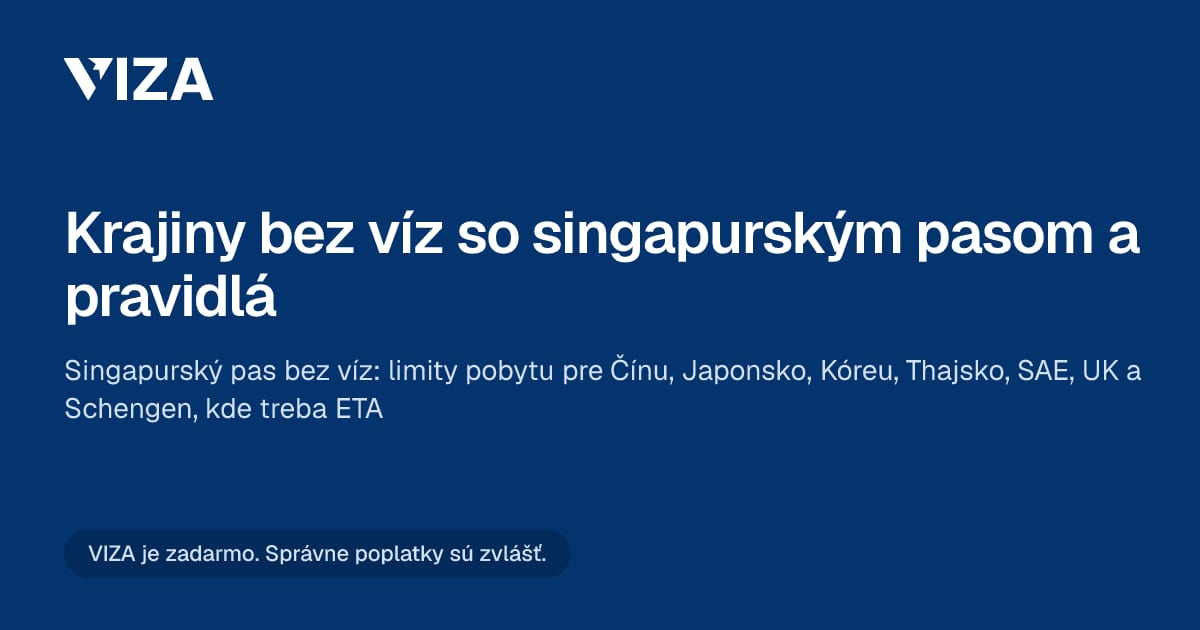 VIZA
Krajiny bez víz so singapurským pasom a
pravidlá
Singapurský pas bez víz: limity pobytu pre Čínu, Japonsko, Kóreu, Thajsko, SAE, UK a
Schengen, kde treba ETA
VIZA je zadarmo. Správne poplatky sú zvlášť.